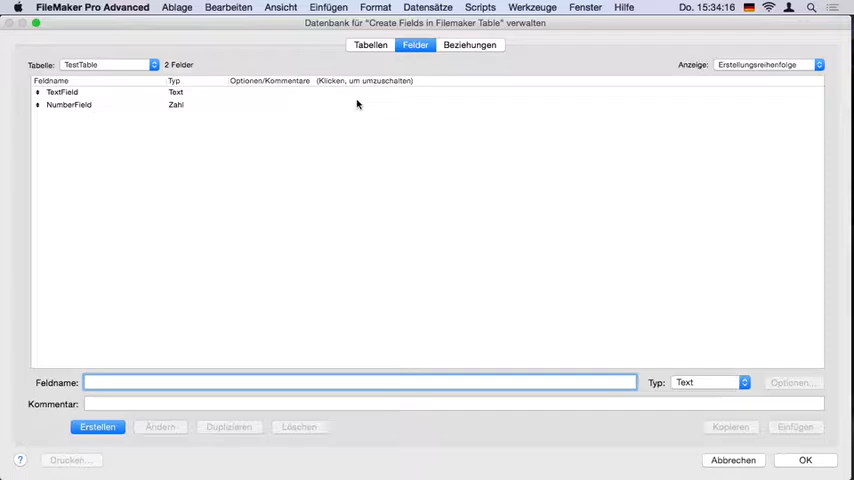 FileMaker Pro Advanced Ablage Bearbeiten Ansicht Einfügen Format Datensätze Scripts Werkzeuge Fenster Hilfe Do. 15:34:16
Datenbank für "Create Fields in Filemaker Table" verwalten
Tabellen Felder Beziehungen
Tabelle: TestTable 2 Felder Anzeige: Erstellungsreihenfolge
Feldname Typ Optionen/Kommentare (Klicken, um umzuschalten)
TextField Text
NumberField Zahl
Feldname: Typ: Text Optionen...
Kommentar:
Erstellen Ändern Duplizieren Löschen Kopieren Einfügen
? Drucken... Abbrechen OK